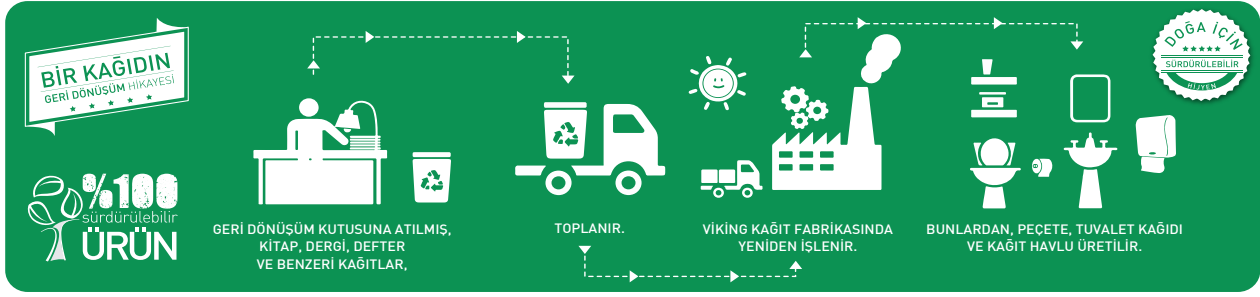 BİR KAĞIDIN
GERİ DÖNÜŞÜM HİKAYESİ
%100
sürdürülebilir
ÜRÜN
GERİ DÖNÜŞÜM KUTUSUNA ATILMIŞ,
KİTAP, DERGİ, DEFTER
VE BENZERİ KAĞITLAR,
TOPLANIR.
VİKİNG KAĞIT FABRİKASINDA
YENİDEN İŞLENİR.
BUNLARDAN, PEÇETE, TUVALET KAĞIDI
VE KAĞIT HAVLU ÜRETİLİR.
DOĞA İÇİN
SÜRDÜRÜLEBİLİR
HİJYEN